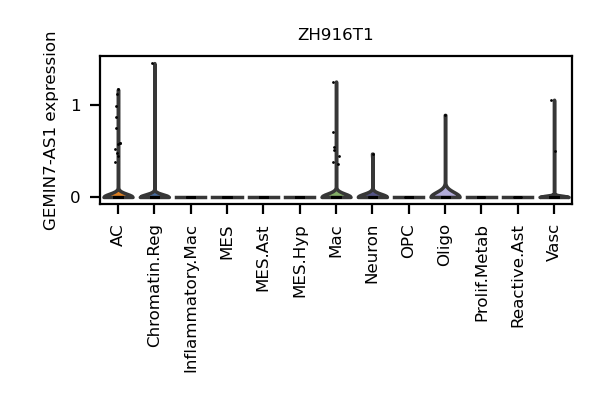 ZH916T1
GEMIN7-AS1 expression
1
0
AC
Chromatin.Reg
Inflammatory.Mac
MES
MES.Ast
MES.Hyp
Mac
Neuron
OPC
Oligo
Prolif.Metab
Reactive.Ast
Vasc